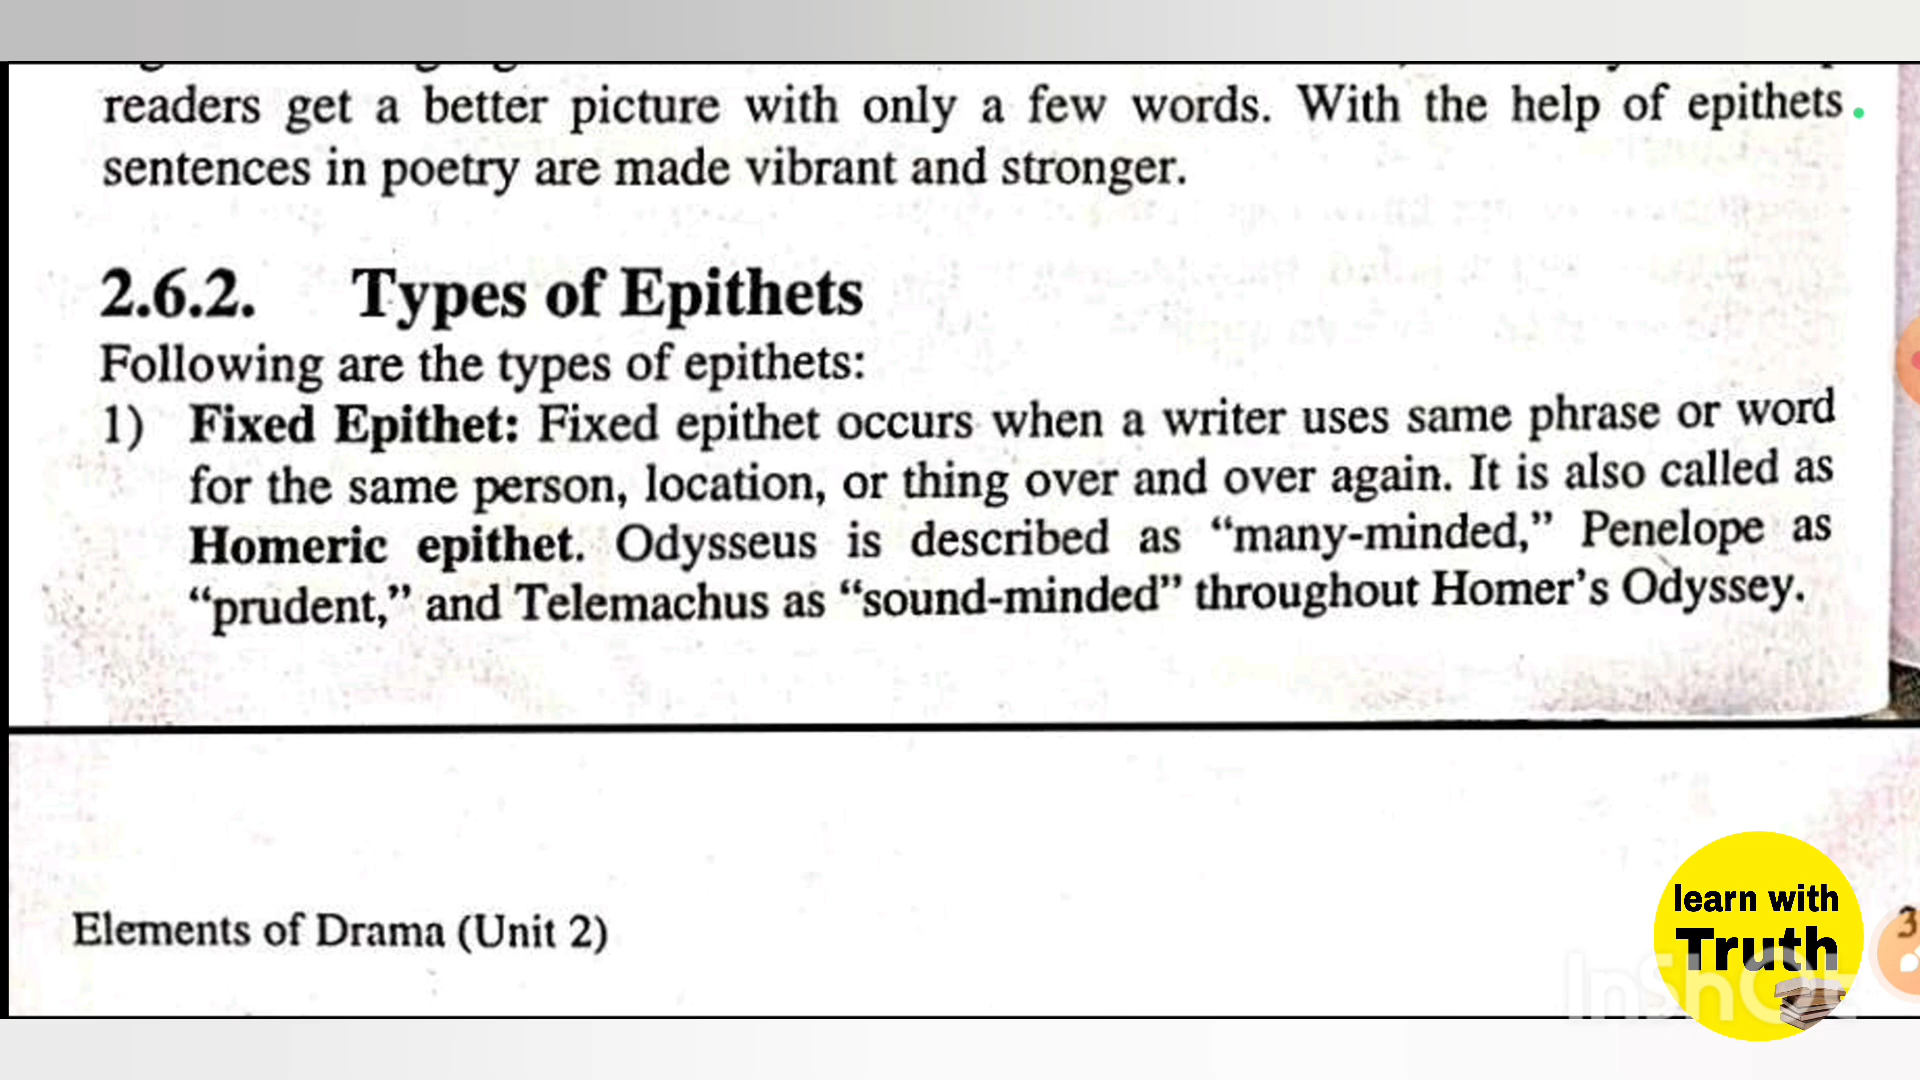 readers get a better picture with only a few words. With the help of epithets
sentences in poetry are made vibrant and stronger.
2.6.2. Types of Epithets
Following are the types of epithets:
1) Fixed Epithet: Fixed epithet occurs when a writer uses same phrase or word
for the same person, location, or thing over and over again. It is also called as
Homeric epithet. Odysseus is described as “many-minded,” Penelope as
“prudent,” and Telemachus as “sound-minded” throughout Homer’s Odyssey.
Elements of Drama (Unit 2)
3
learn with
Truth
InShOt